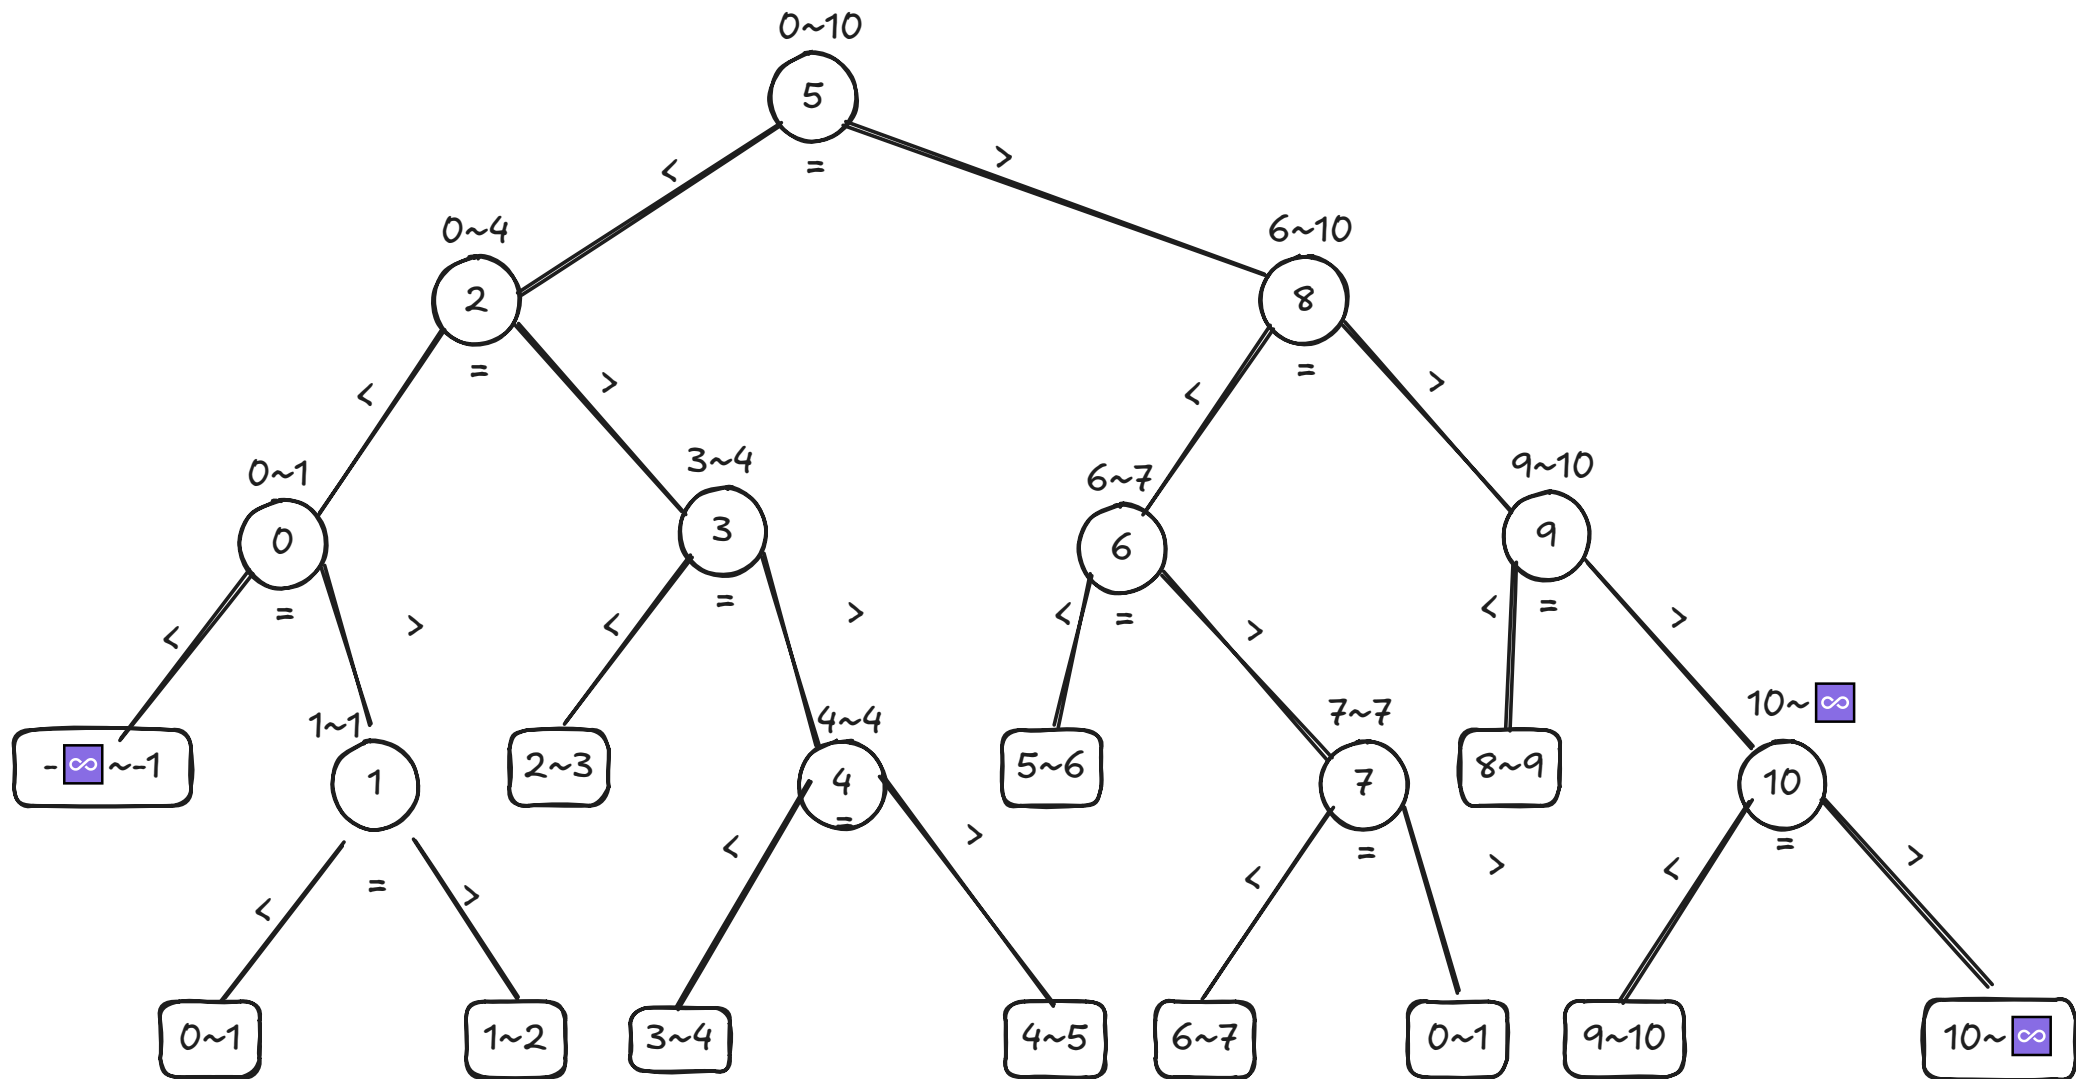 0~10
5
< >
=
0~4 6~10
2 8
= =
< > < >
0~1 3~4 6~7 9~10
0 3 6 9
= > = > = > = >
< < < <
1~1 4~4 7~7 10~∞
-∞~-1 1 2~3 4 5~6 7 8~9 10
=
< > < > = > = >
< = > < <
0~1 1~2 3~4 4~5 6~7 0~1 9~10 10~∞